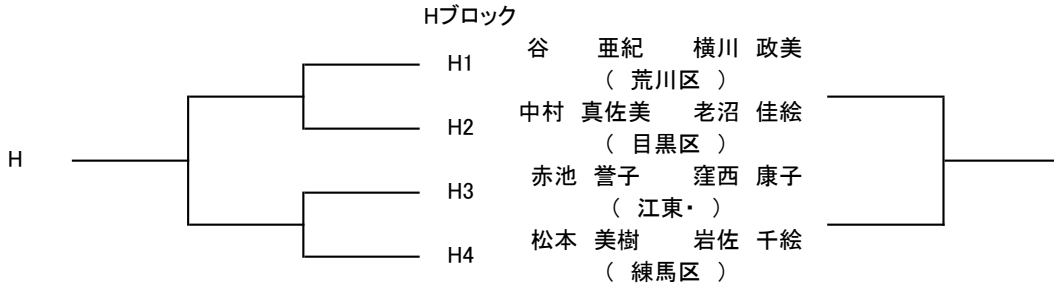 Hブロック
H1 谷 亜紀 横川 政美
( 荒川区 )
H2 中村 真佐美 老沼 佳絵
( 目黒区 )
H
H3 赤池 誉子 窪西 康子
( 江東・ )
H4 松本 美樹 岩佐 千絵
( 練馬区 )